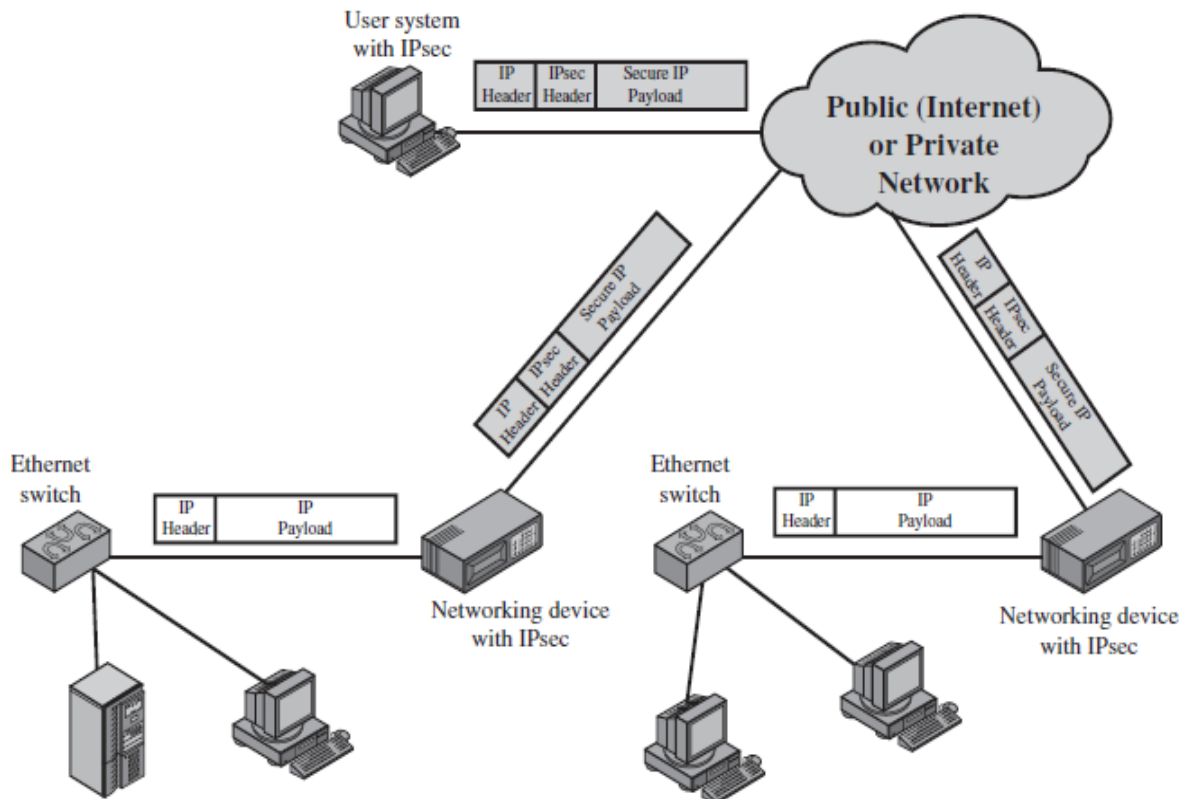 User system
with IPsec
IP
Header
IPsec
Header
Secure IP
Payload
Public (Internet)
or Private
Network
IP
Header
IPsec
Header
Secure IP
Payload
IP
Header
IPsec
Header
Secure IP
Payload
Ethernet
switch
IP
Header
IP
Payload
Networking device
with IPsec
Ethernet
switch
IP
Header
IP
Payload
Networking device
with IPsec